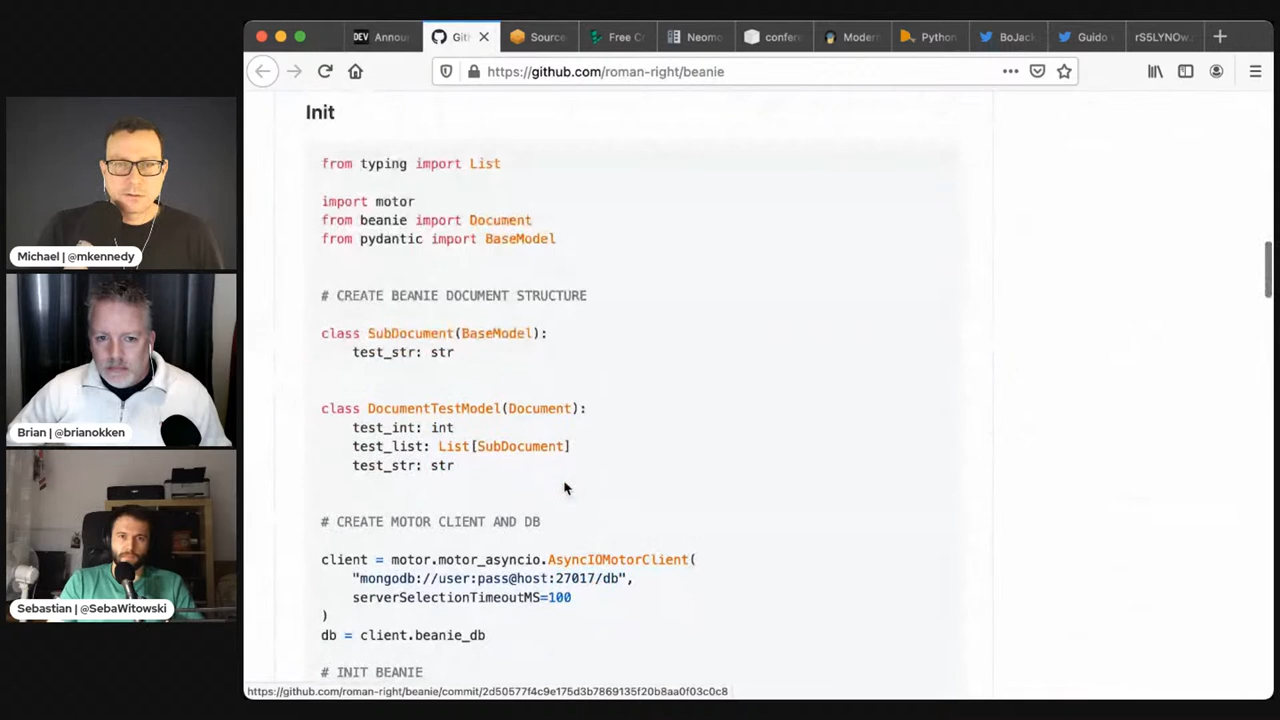 DEV Annou
Git
Source
Free C
Neomo
confer
Modern
Python
BoJack
Guido
rS5LYNOw
https://github.com/roman-right/beanie
Init
from typing import List
import motor
from beanie import Document
from pydantic import BaseModel
# CREATE BEANIE DOCUMENT STRUCTURE
class SubDocument(BaseModel):
test_str: str
class DocumentTestModel(Document):
test_int: int
test_list: List[SubDocument]
test_str: str
# CREATE MOTOR CLIENT AND DB
client = motor.motor_asyncio.AsyncIOMotorClient(
"mongodb://user:pass@host:27017/db",
serverSelectionTimeoutMS=100
)
db = client.beanie_db
# INIT BEANIE
https://github.com/roman-right/beanie/commit/2d50577f4c9e175d3b7869135f20b8aa0f03c0c8
Michael | @mkennedy
Brian | @brianokken
Sebastian | @SebaWitowski